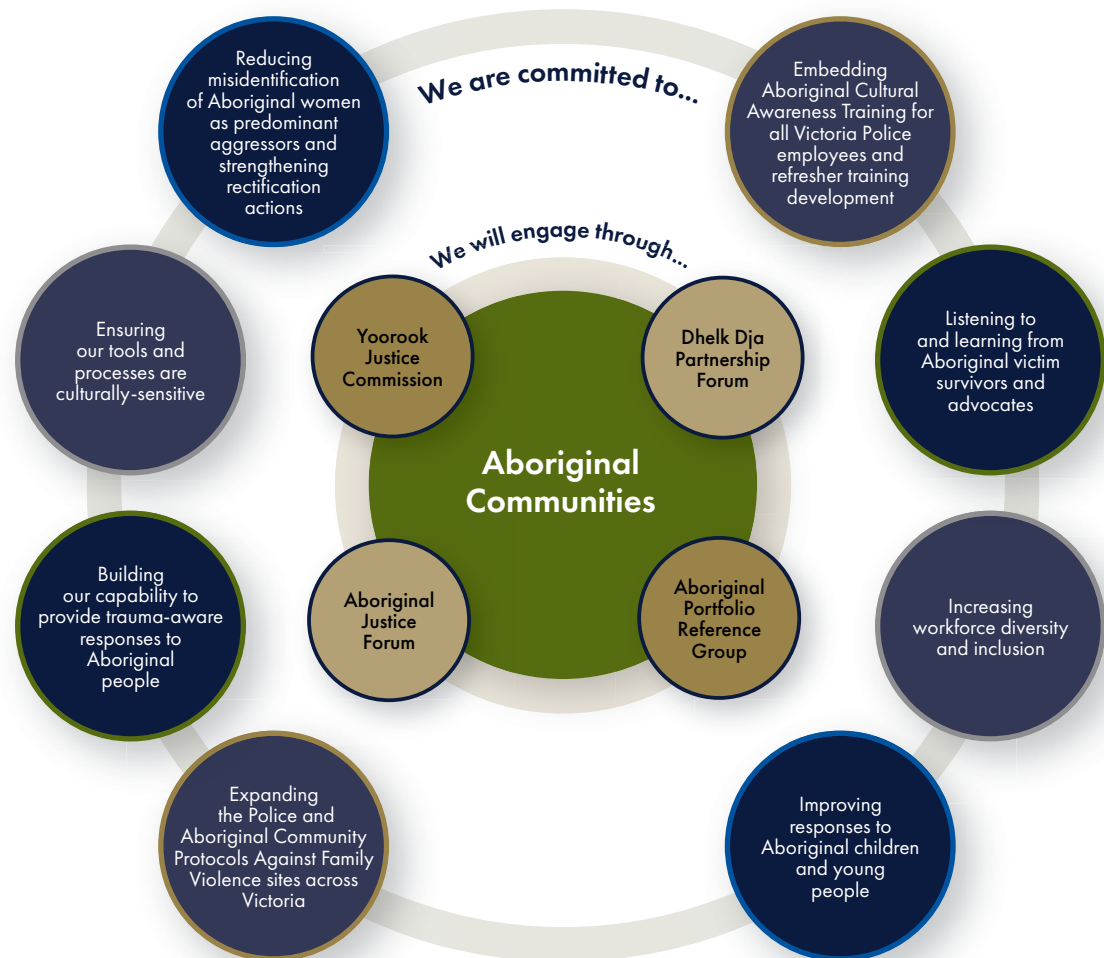 We are committed to...
Reducing
misidentification
of Aboriginal women
as predominant
aggressors and
strengthening
rectification
actions
Embedding
Aboriginal Cultural
Awareness Training for
all Victoria Police
employees and
refresher training
development
Ensuring
our tools and
processes are
culturally-sensitive
Listening to
and learning from
Aboriginal victim
survivors and
advocates
Building
our capability to
provide trauma-aware
responses to
Aboriginal
people
Increasing
workforce diversity
and inclusion
Expanding
the Police and
Aboriginal Community
Protocols Against Family
Violence sites across
Victoria
Improving
responses to
Aboriginal children
and young
people
We will engage through...
Yoorook
Justice
Commission
Dhelk Dja
Partnership
Forum
Aboriginal
Communities
Aboriginal
Justice
Forum
Aboriginal
Portfolio
Reference
Group